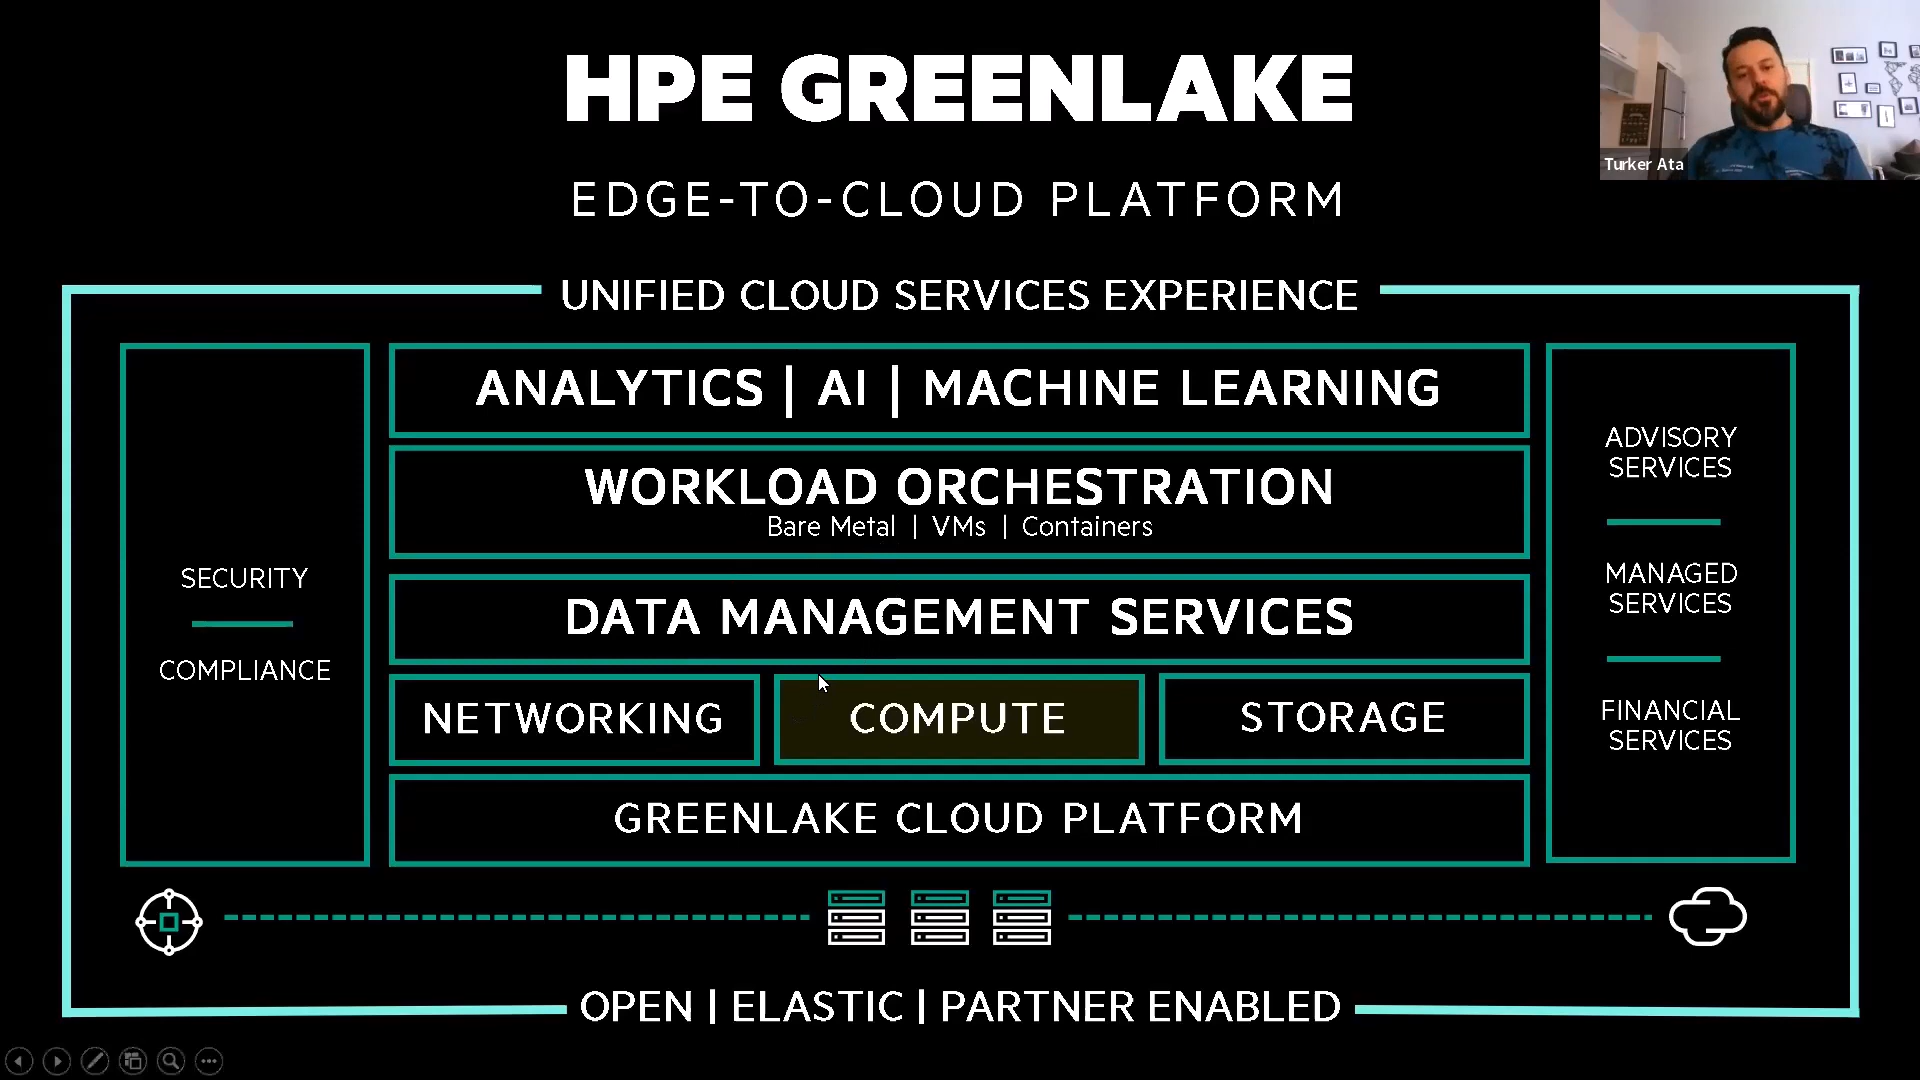 HPE GREENLAKE
EDGE-TO-CLOUD PLATFORM
Turker Ata
UNIFIED CLOUD SERVICES EXPERIENCE
SECURITY
COMPLIANCE
ANALYTICS | AI | MACHINE LEARNING
WORKLOAD ORCHESTRATION
Bare Metal | VMs | Containers
DATA MANAGEMENT SERVICES
NETWORKING
COMPUTE
STORAGE
GREENLAKE CLOUD PLATFORM
ADVISORY
SERVICES
MANAGED
SERVICES
FINANCIAL
SERVICES
OPEN | ELASTIC | PARTNER ENABLED